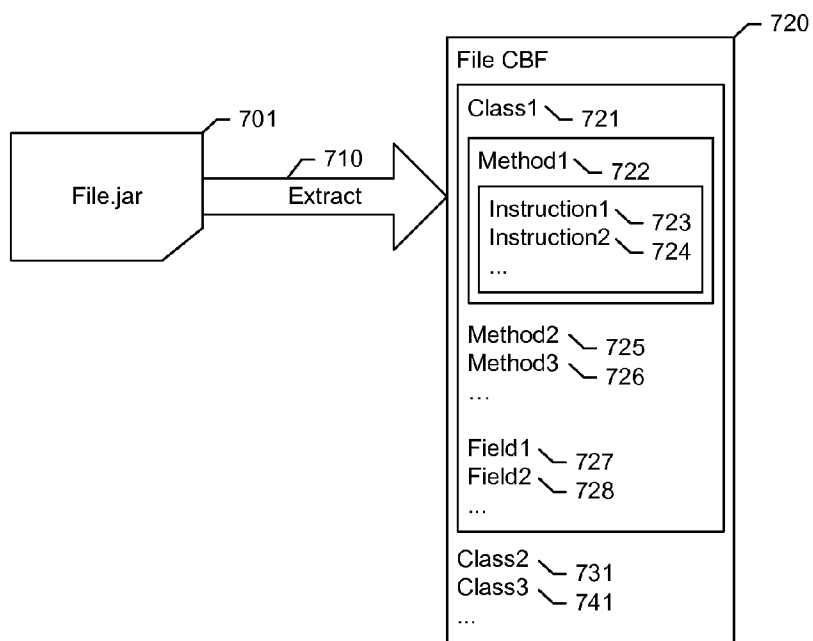 720
File CBF
Class1 721
701
710
Method1 722
File.jar
Extract
Instruction1 723
Instruction2 724
...
Method2 725
Method3 726
...
Field1 727
Field2 728
...
Class2 731
Class3 741
...